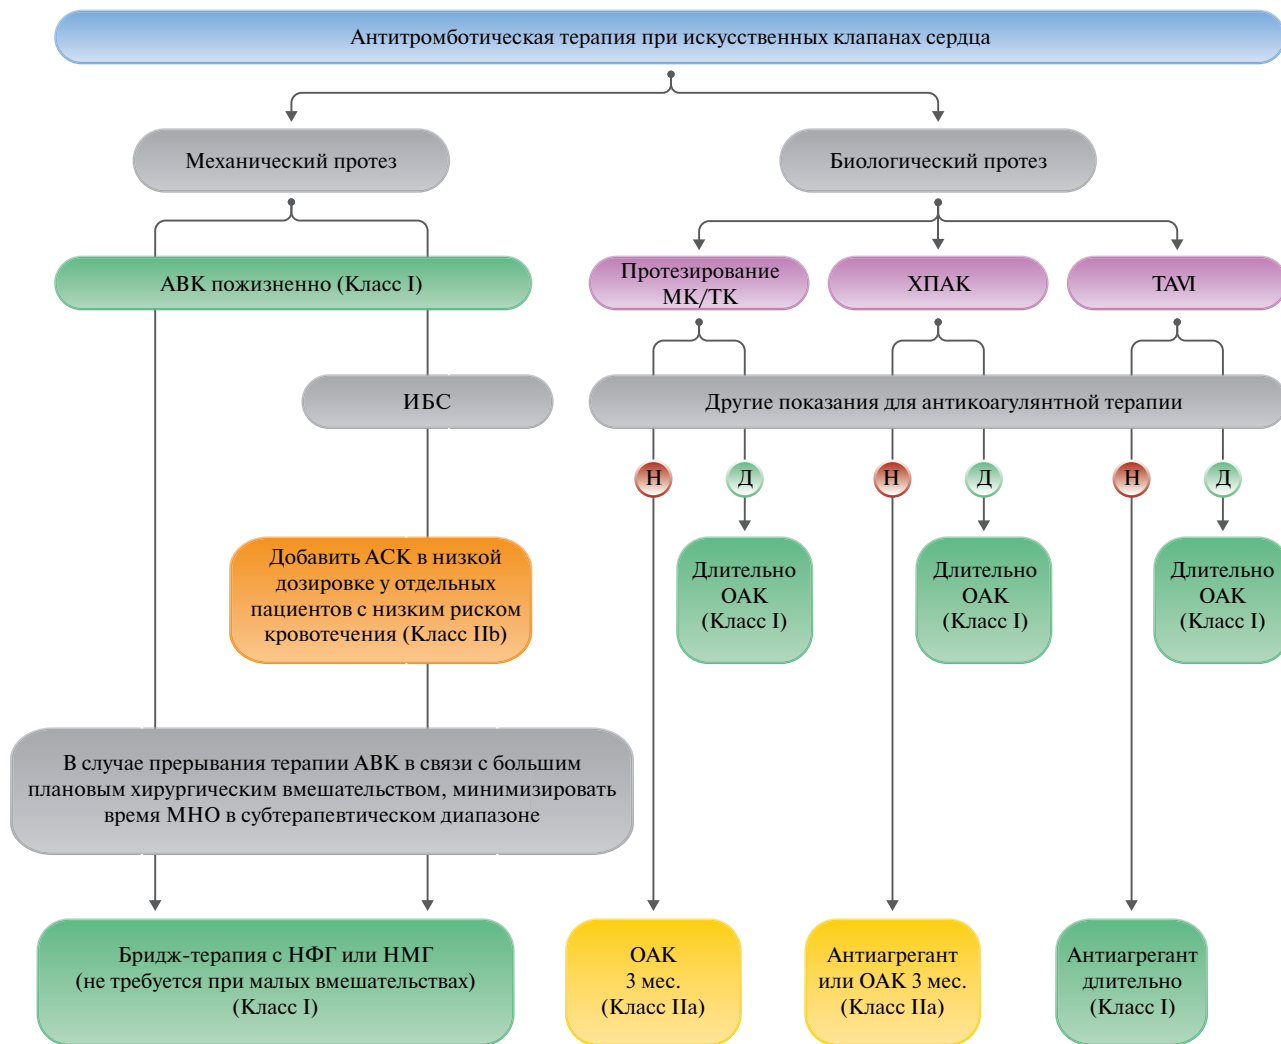 Антитромботическая терапия при искусственных клапанах сердца
Механический протез
Биологический протез
АВК пожизненно (Класс I)
Протезирование
МК/ТК
ХПАК
TAVI
ИБС
Другие показания для антикоагулянтной терапии
Н
Д
Н
Д
Н
Д
Добавить АСК в низкой
дозировке у отдельных
пациентов с низким риском
кровотечения (Класс IIb)
Длительно
ОАК
(Класс I)
Длительно
ОАК
(Класс I)
Длительно
ОАК
(Класс I)
В случае прерывания терапии АВК в связи с большим
плановым хирургическим вмешательством, минимизировать
время МНО в субтерапевтическом диапазоне
Бридж-терапия с НФГ или НМГ
(не требуется при малых вмешательствах)
(Класс I)
ОАК
3 мес.
(Класс IIa)
Антиагрегант
или ОАК 3 мес.
(Класс IIa)
Антиагрегант
длительно
(Класс I)